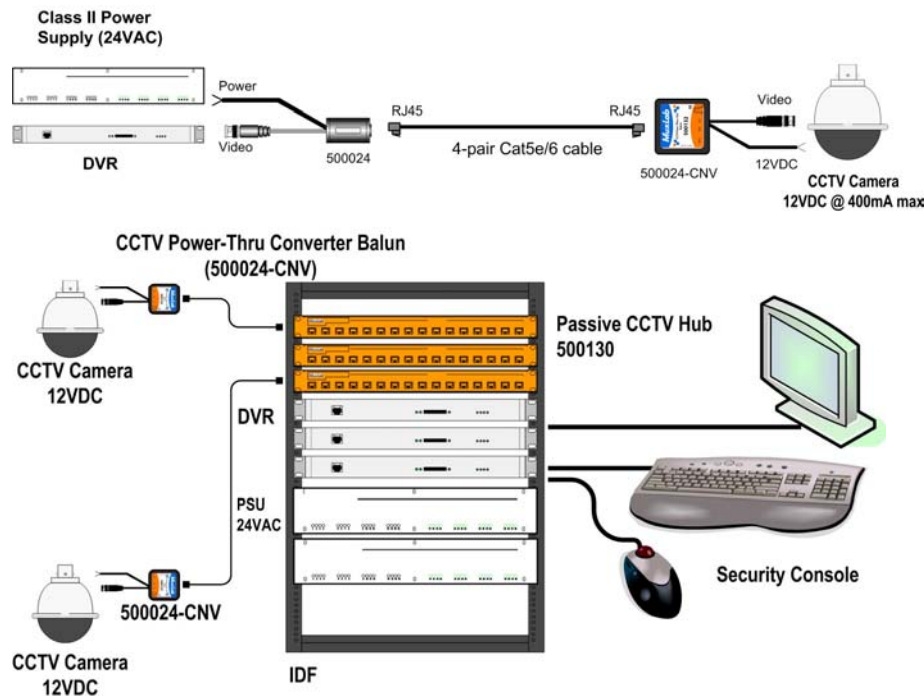 Class II Power
Supply (24VAC)
Power
Video
DVR
500024
RJ45
RJ45
4-pair Cat5e/6 cable
MuxLab
500024-CNV
Video
12VDC
CCTV Camera
12VDC @ 400mA max
CCTV Power-Thru Converter Balun
(500024-CNV)
CCTV Camera
12VDC
Passive CCTV Hub
500130
DVR
PSU
24VAC
Security Console
500024-CNV
CCTV Camera
12VDC
IDF